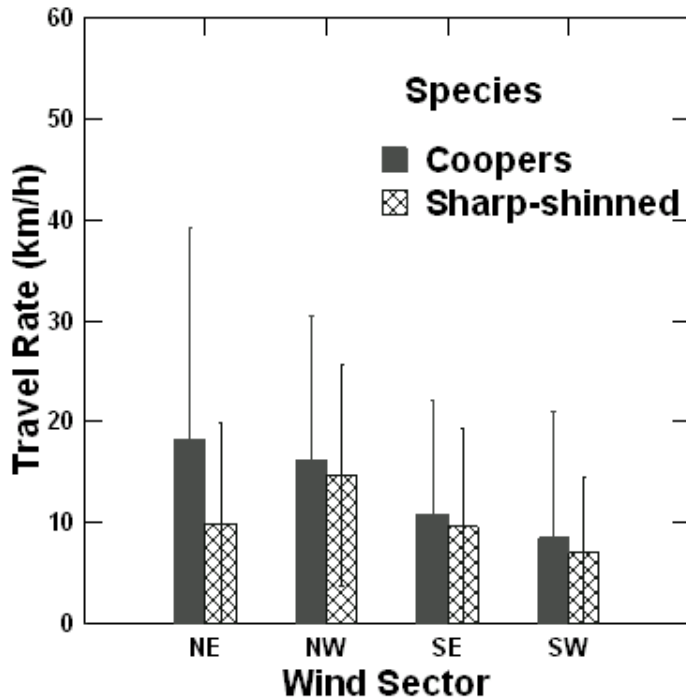 60
50
40
30
20
10
0
Travel Rate (km/h)
Species
Coopers
Sharp-shinned
NE NW SE SW
Wind Sector